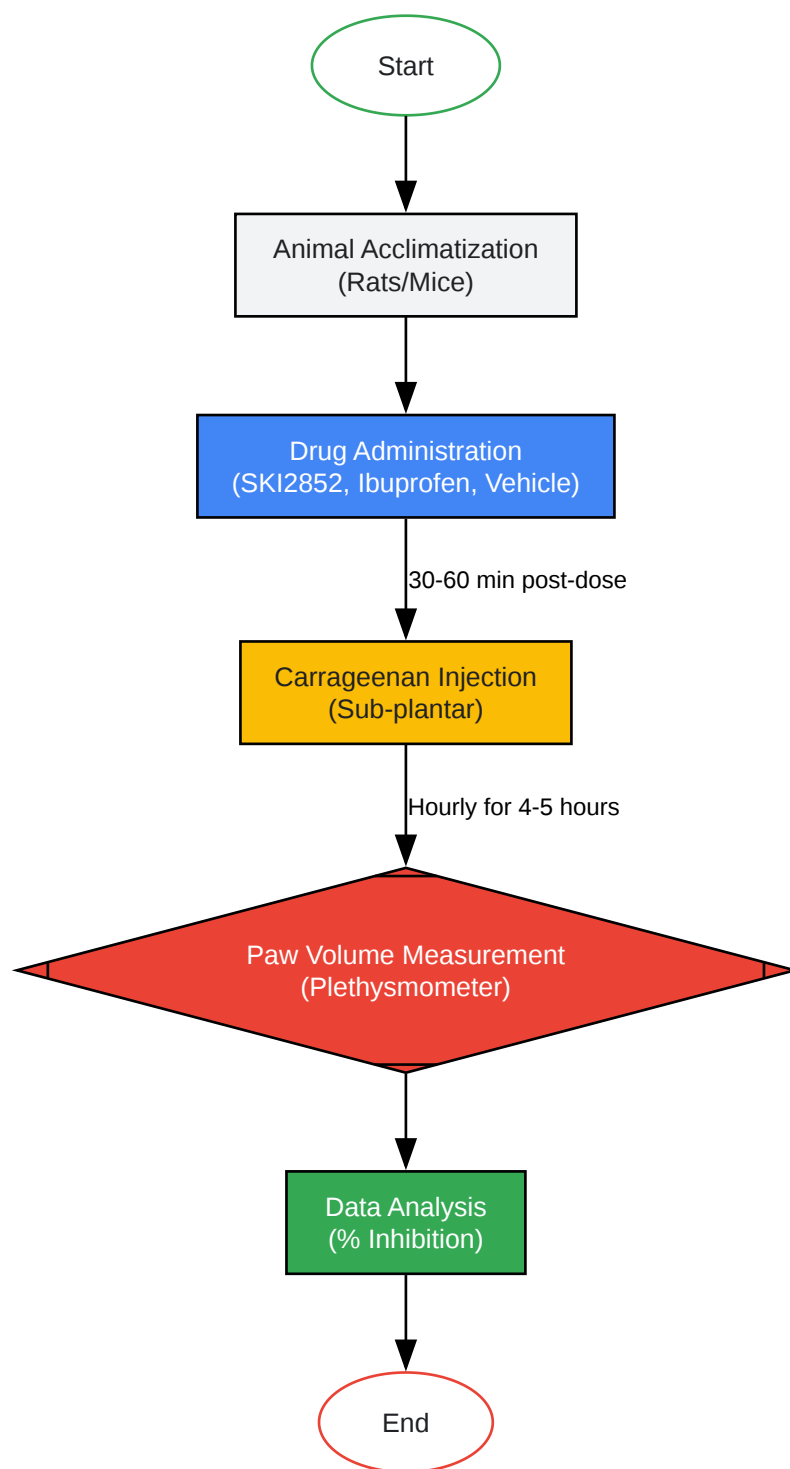 Start
Animal Acclimatization
(Rats/Mice)
Drug Administration
(SKI2852, Ibuprofen, Vehicle)
30-60 min post-dose
Carrageenan Injection
(Sub-plantar)
Hourly for 4-5 hours
Paw Volume Measurement
(Plethysmometer)
Data Analysis
(% Inhibition)
End